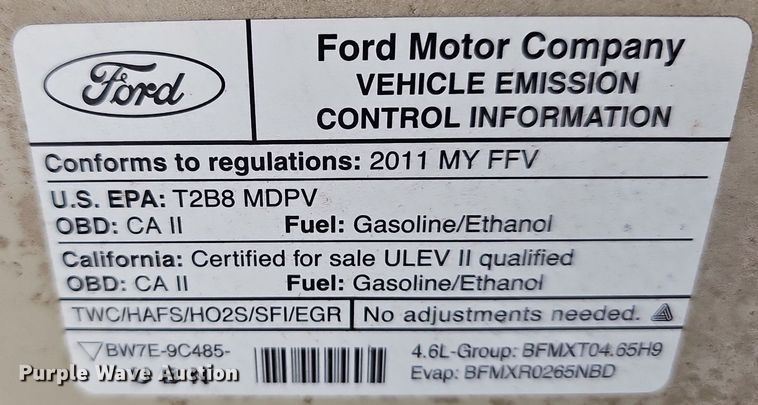 Ford
Ford Motor Company
VEHICLE EMISSION
CONTROL INFORMATION
Conforms to regulations: 2011 MY FFV
U.S. EPA: T2B8 MDPV
OBD: CA II Fuel: Gasoline/Ethanol
California: Certified for sale ULEV II qualified
OBD: CA II Fuel: Gasoline/Ethanol
TWC/HAFS/HO2S/SFI/EGR No adjustments needed.
BW7E-9C485-
4.6L-Group: BFMXT04.65H9
Evap: BFMXR0265NBD
Purple Wave Auction